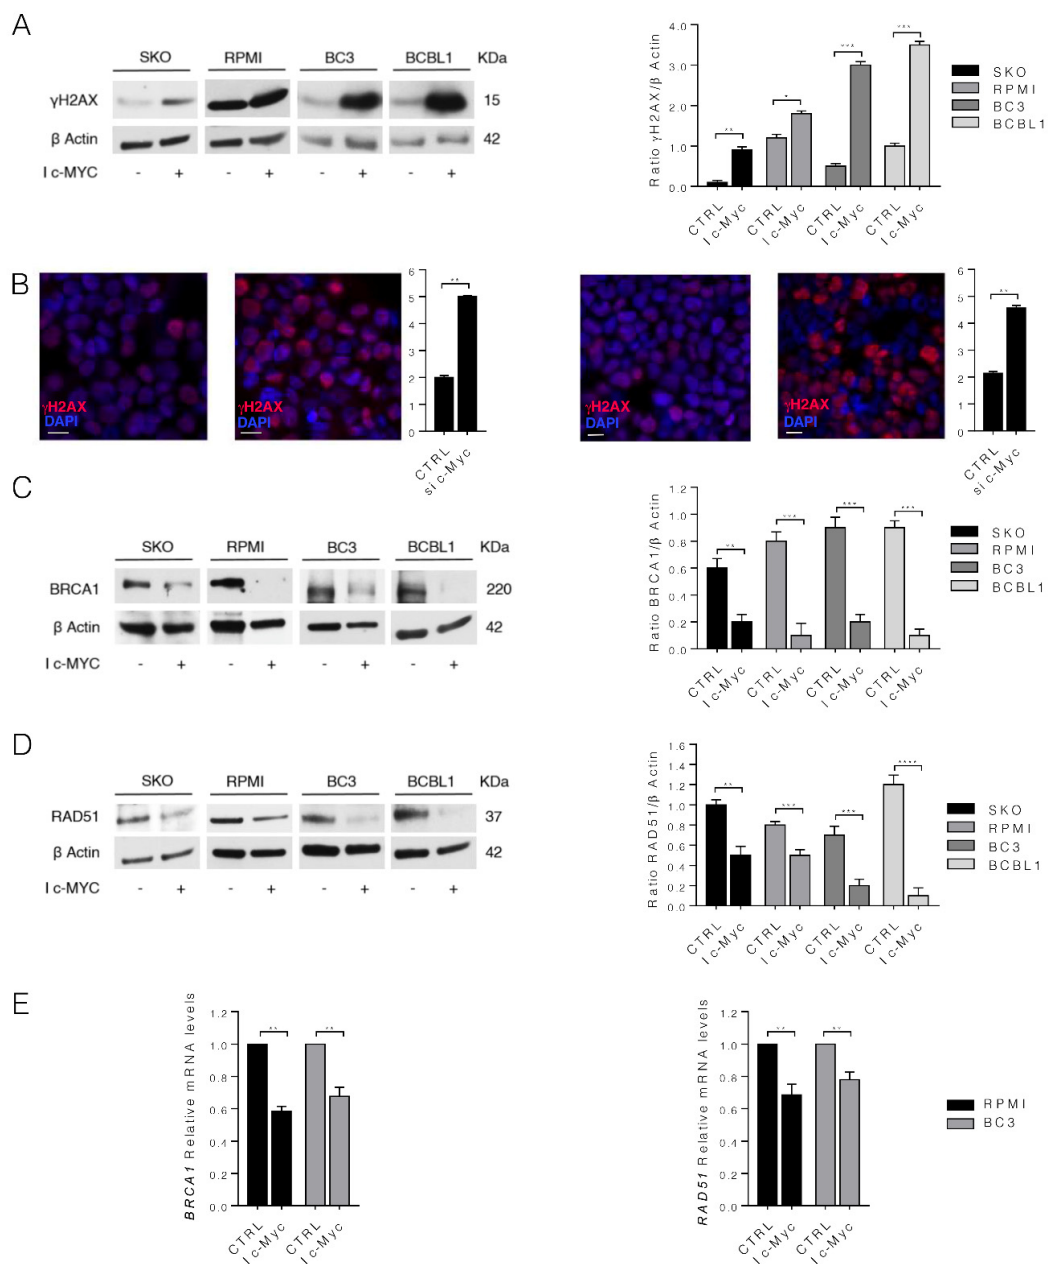 A
SKO RPMI BC3 BCBL1 KDa
γH2AX 15
β Actin 42
I c-MYC - + - + - + - +
Ratio γH2AX/β Actin
4.0
3.0
2.0
1.0
0.0
** * *** ***
CTRL I c-Myc CTRL I c-Myc CTRL I c-Myc CTRL I c-Myc
SKO
RPMI
BC3
BCBL1
B
γH2AX
DAPI
γH2AX
DAPI
6
5
4
3
2
1
0
**
CTRL si c-Myc
γH2AX
DAPI
γH2AX
DAPI
6
5
4
3
2
1
0
**
CTRL si c-Myc
C
SKO RPMI BC3 BCBL1 KDa
BRCA1 220
β Actin 42
I c-MYC - + - + - + - +
Ratio BRCA1/β Actin
1.2
1.0
0.8
0.6
0.4
0.2
0.0
** *** *** ***
CTRL I c-Myc CTRL I c-Myc CTRL I c-Myc CTRL I c-Myc
SKO
RPMI
BC3
BCBL1
D
SKO RPMI BC3 BCBL1 KDa
RAD51 37
β Actin 42
I c-MYC - + - + - + - +
Ratio RAD51/β Actin
1.6
1.4
1.2
1.0
0.8
0.6
0.4
0.2
0.0
** *** *** ****
CTRL I c-Myc CTRL I c-Myc CTRL I c-Myc CTRL I c-Myc
SKO
RPMI
BC3
BCBL1
E
BRCA1 Relative mRNA levels
1.2
1.0
0.8
0.6
0.4
0.2
0.0
** **
CTRL I c-Myc CTRL I c-Myc
RAD51 Relative mRNA levels
1.2
1.0
0.8
0.6
0.4
0.2
0.0
** **
CTRL I c-Myc CTRL I c-Myc
RPMI
BC3